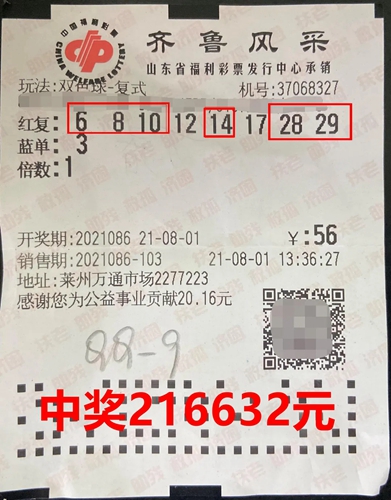 中国福利彩票
CHINA WELFARE LOTTERY
齐鲁风采
山东省福利彩票发行中心承销
玩法:双色球-复式 机号:37068327
红复: 6 8 10 12 14 17 28 29
蓝单: 3
倍数:1
开奖期:2021086 21-08-01 ￥:56
销售期:2021086-103 21-08-01 13:36:27
地址:莱州万通市场2277223
感谢您为公益事业贡献20.16元
中奖216632元